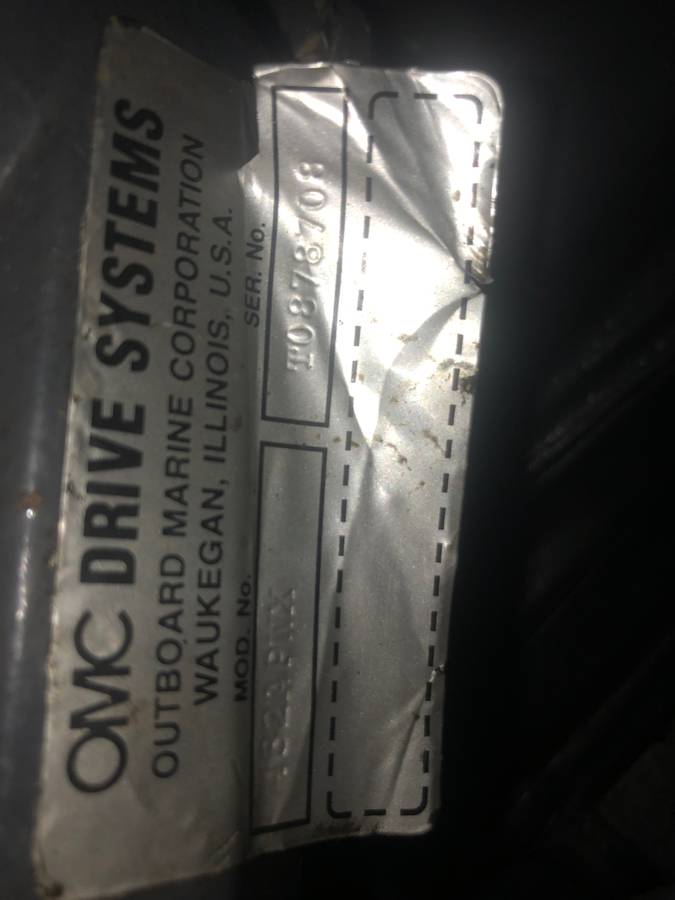 OMC DRIVE SYSTEMS
OUTBOARD MARINE CORPORATION
WAUKEGAN, ILLINOIS, U.S.A.
MOD. No. SER. No.
T0878708